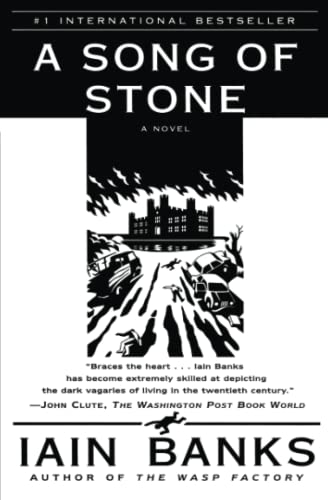 #1 INTERNATIONAL BESTSELLER
A SONG OF
STONE
A NOVEL
"Braces the heart . . . Iain Banks
has become extremely skilled at depicting
the dark vagaries of living in the twentieth century."
—JOHN CLUTE, THE WASHINGTON POST BOOK WORLD
IAIN BANKS
AUTHOR OF THE WASP FACTORY